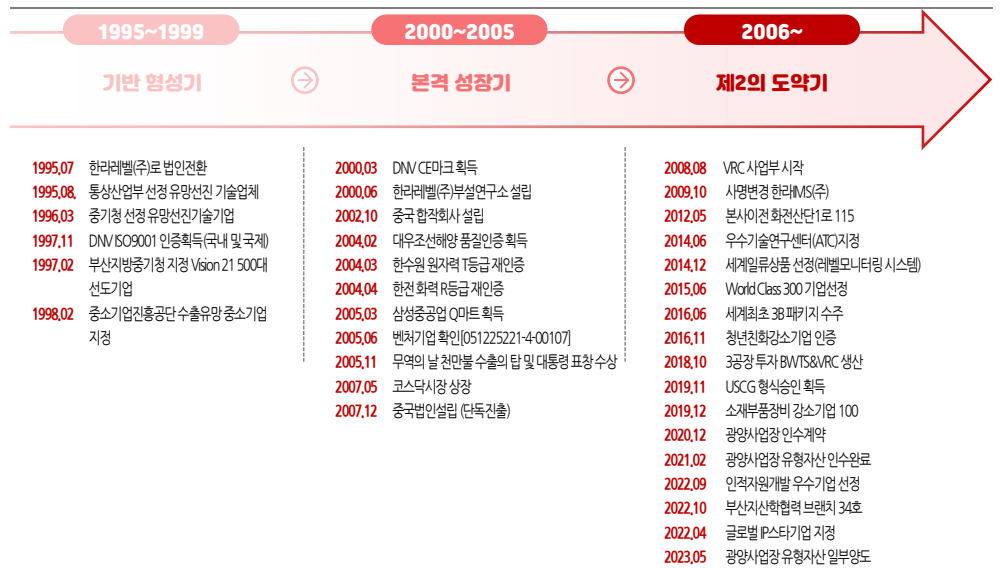 1995~1999
기반 형성기
2000~2005
본격 성장기
2006~
제2의 도약기
1995.07 한라레벨(주)로 법인전환
1995.08. 통상산업부 선정 유망선진 기술업체
1996.03 중기청 선정 유망선진기술기업
1997.11 DNV ISO9001 인증획득(국내 및 국제)
1997.02 부산지방중기청 지정 Vision 21 500대
선도기업
1998.02 중소기업진흥공단 수출유망 중소기업
지정
2000.03 DNV CE마크 획득
2000.06 한라레벨(주)부설연구소 설립
2002.10 중국 합작회사 설립
2004.02 대우조선해양 품질인증 획득
2004.03 한수원 원자력 T등급 재인증
2004.04 한전 화력 R등급 재인증
2005.03 삼성중공업 Q마트 획득
2005.06 벤처기업 확인[051225221-4-00107]
2005.11 무역의 날 천만불 수출의 탑 및 대통령 표창 수상
2007.05 코스닥시장 상장
2007.12 중국법인설립 (단독진출)
2008.08 VRC 사업부 시작
2009.10 사명변경 한라IMS(주)
2012.05 본사이전 화전산단1로 115
2014.06 우수기술연구센터(ATC)지정
2014.12 세계일류상품 선정(레벨모니터링 시스템)
2015.06 World Class 300 기업선정
2016.06 세계최초 3B 패키지 수주
2016.11 청년친화강소기업 인증
2018.10 3공장 투자 BWTS&VRC 생산
2019.11 USCG 형식승인 획득
2019.12 소재부품장비 강소기업 100
2020.12 광양사업장 인수계약
2021.02 광양사업장 유형자산 인수완료
2022.09 인적자원개발 우수기업 선정
2022.10 부산지산학협력 브랜치 34호
2022.04 글로벌 IP스타기업 지정
2023.05 광양사업장 유형자산 일부양도